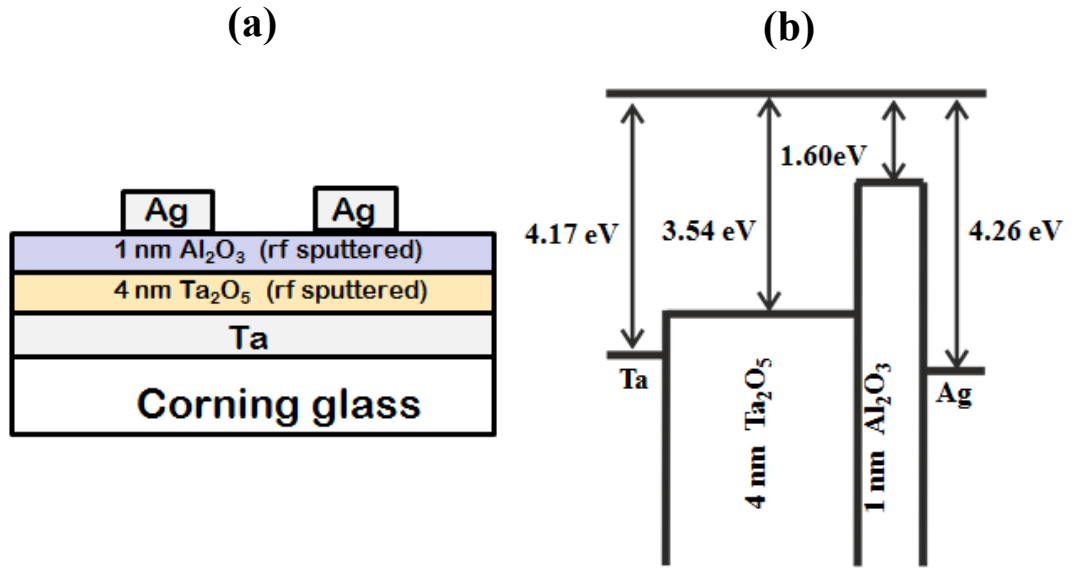 (a)
Ag Ag
1 nm Al₂O₃ (rf sputtered)
4 nm Ta₂O₅ (rf sputtered)
Ta
Corning glass
(b)
1.60eV
4.17 eV
3.54 eV
4.26 eV
Ta
4 nm Ta₂O₅
1 nm Al₂O₃
Ag